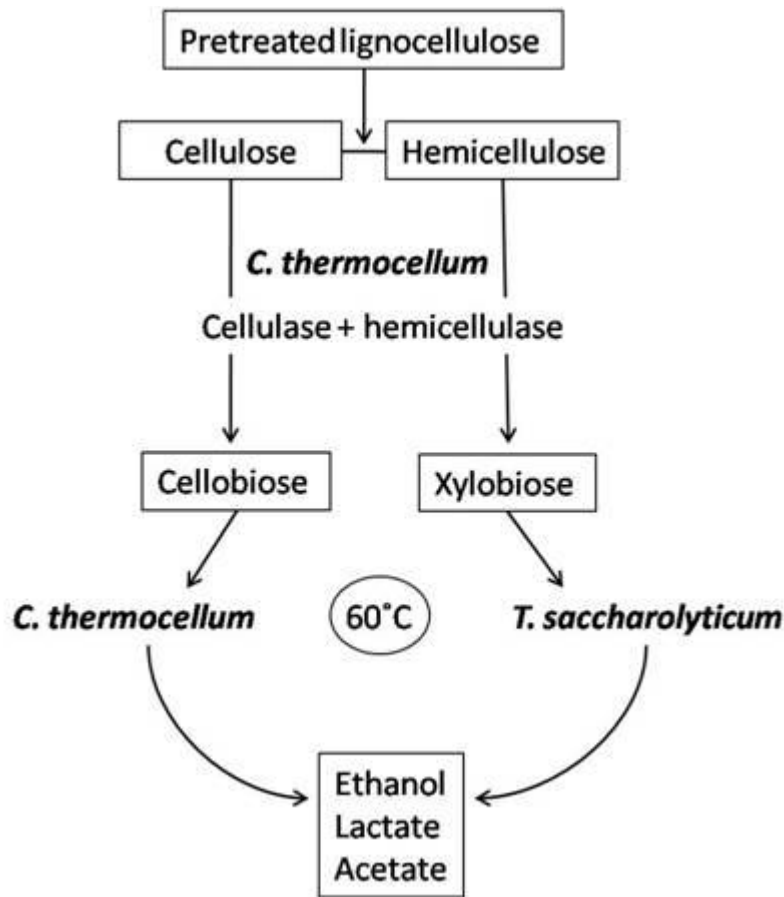 Pretreated lignocellulose
Cellulose
Hemicellulose
C. thermocellum
Cellulase + hemicellulase
Cellobiose
Xylobiose
C. thermocellum
60˚C
T. saccharolyticum
Ethanol
Lactate
Acetate